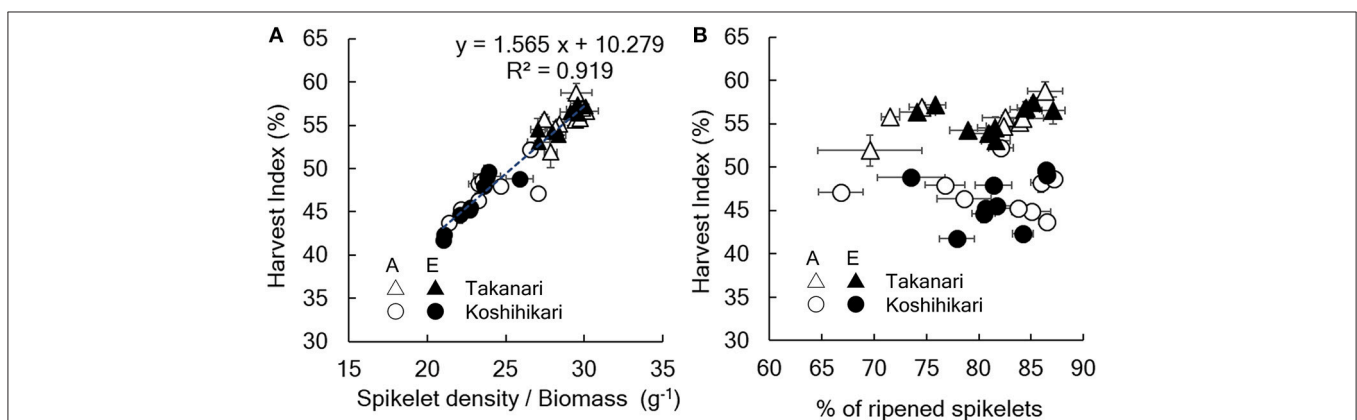 A
y = 1.565 x + 10.279
R² = 0.919
65
60
55
50
45
40
35
30
Harvest Index (%)
A E
Takanari
Koshihikari
15 20 25 30 35
Spikelet density / Biomass (g⁻¹)
B
65
60
55
50
45
40
35
30
Harvest Index (%)
A E
Takanari
Koshihikari
60 65 70 75 80 85 90
% of ripened spikelets